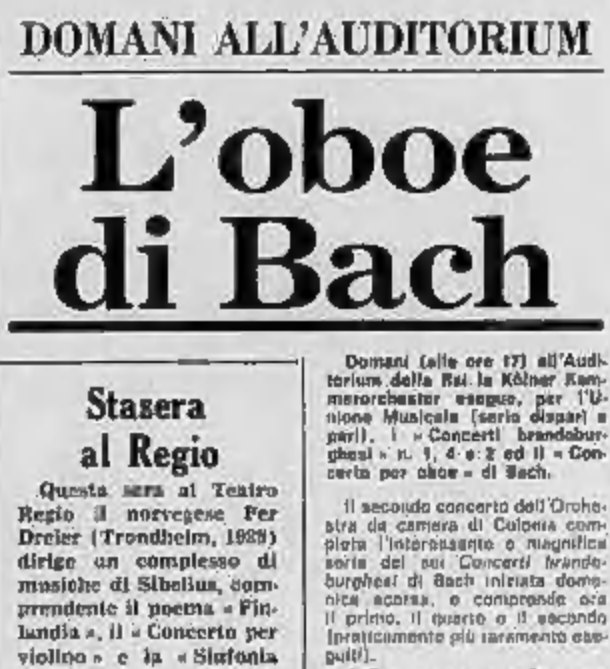 DOMANI ALL'AUDITORIUM
L'oboe
di Bach
Stasera
al Regio
Questa sera al Teatro
Regio il norvegese Per
Dreier (Trondheim, 1929)
dirige un complesso di
musiche di Sibelius, com-
prendente il poema « Fin-
landia », il « Concerto per
violino » e la « Sinfonia
Domani (alle ore 17) all'Audi-
torium della Rai la Kölner Kam-
merorchester esegue, per l'U-
nione Musicale (serie dispari e
pari), i « Concerti brandebur-
ghesi » n. 1, 4 e 2 ed il « Con-
certo per oboe » di Bach.
Il secondo concerto dell'Orche-
stra da camera di Colonia com-
pleta l'interessante e magnifica
serie dei sei Concerti brande-
burghesi di Bach iniziata dome-
nica scorsa, e comprende ora
il primo, il quarto e il secondo
(praticamente più raramente ese-
guiti).